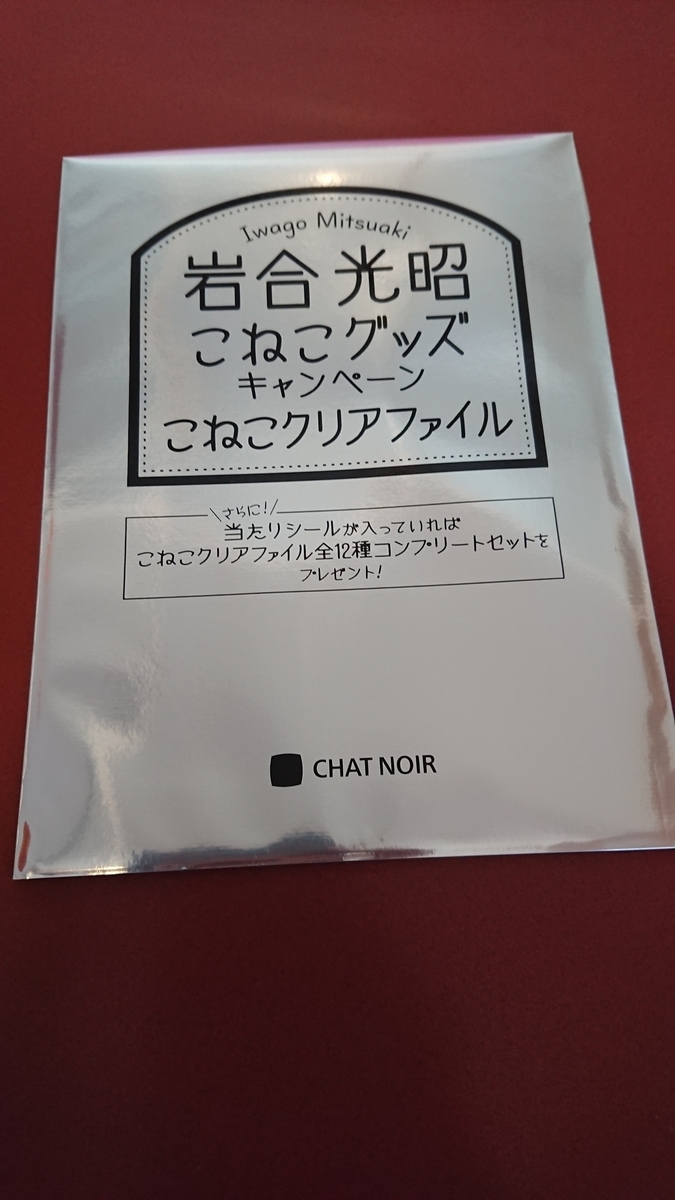 Iwago Mitsuaki
岩合光昭
こねこグッズ
キャンペーン
こねこクリアファイル
さらに!
当たりシールが入っていれば
こねこクリアファイル全12種コンプリートセットを
プレゼント!
CHAT NOIR